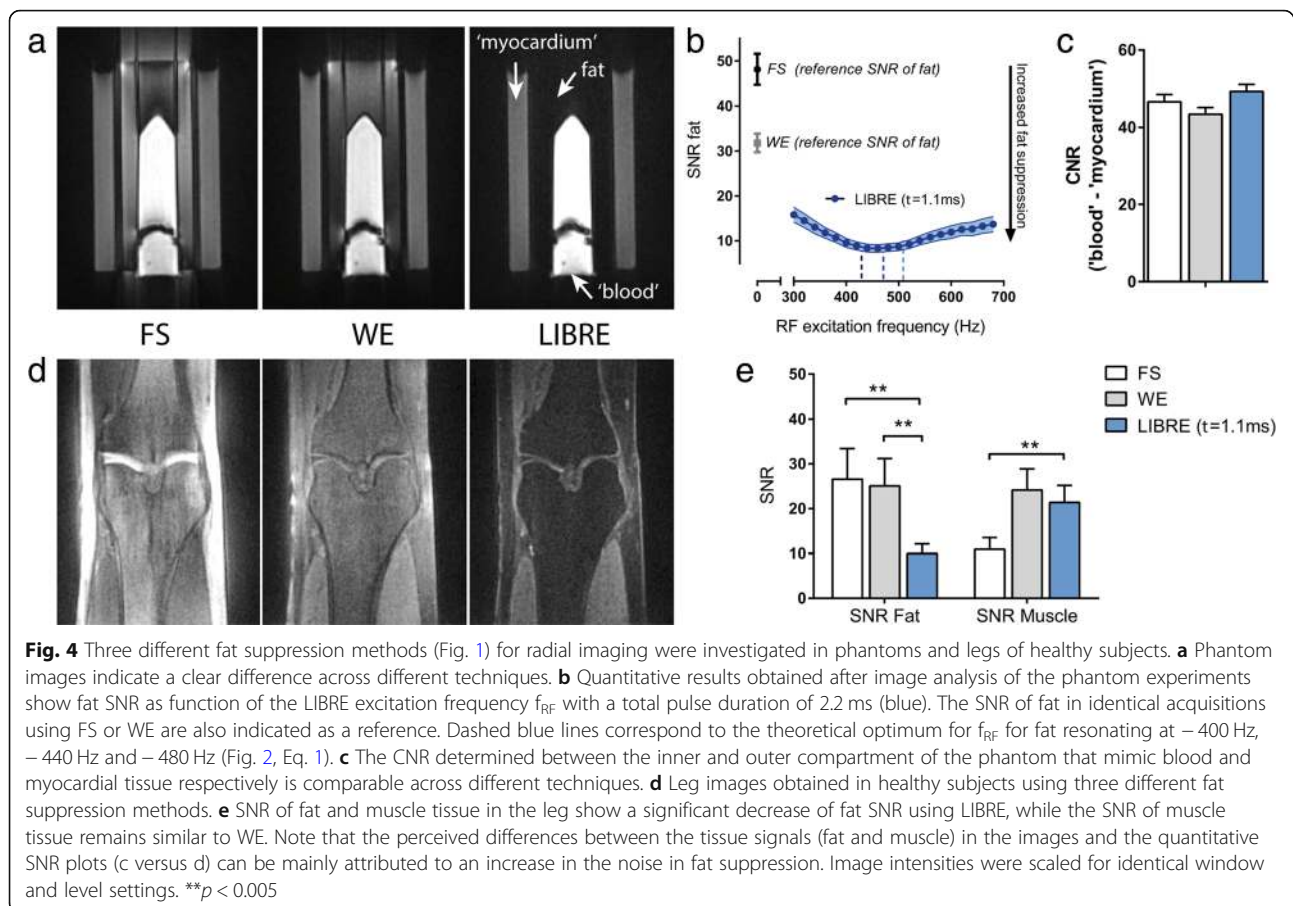 a
'myocardium'
fat
'blood'
FS
WE
LIBRE
b
SNR fat
50
40
30
20
10
FS (reference SNR of fat)
WE (reference SNR of fat)
LIBRE (t=1.1ms)
Increased fat suppression
0
300
400
500
600
700
RF excitation frequency (Hz)
c
CNR
('blood' - 'myocardium')
60
40
20
0
d
e
SNR
50
40
30
20
10
0
**
**
**
SNR Fat
SNR Muscle
FS
WE
LIBRE (t=1.1ms)
Fig. 4 Three different fat suppression methods (Fig. 1) for radial imaging were investigated in phantoms and legs of healthy subjects. a Phantom
images indicate a clear difference across different techniques. b Quantitative results obtained after image analysis of the phantom experiments
show fat SNR as function of the LIBRE excitation frequency fRF with a total pulse duration of 2.2 ms (blue). The SNR of fat in identical acquisitions
using FS or WE are also indicated as a reference. Dashed blue lines correspond to the theoretical optimum for fRF for fat resonating at − 400 Hz,
− 440 Hz and − 480 Hz (Fig. 2, Eq. 1). c The CNR determined between the inner and outer compartment of the phantom that mimic blood and
myocardial tissue respectively is comparable across different techniques. d Leg images obtained in healthy subjects using three different fat
suppression methods. e SNR of fat and muscle tissue in the leg show a significant decrease of fat SNR using LIBRE, while the SNR of muscle
tissue remains similar to WE. Note that the perceived differences between the tissue signals (fat and muscle) in the images and the quantitative
SNR plots (c versus d) can be mainly attributed to an increase in the noise in fat suppression. Image intensities were scaled for identical window
and level settings. **p < 0.005